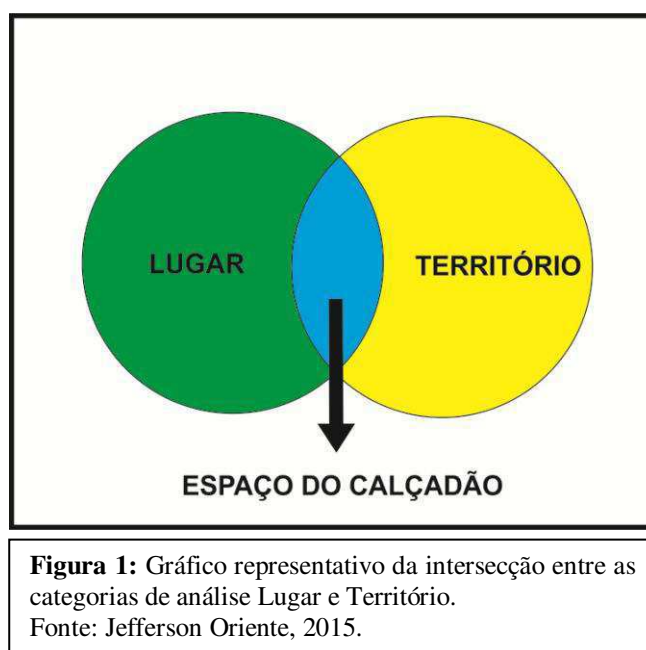 LUGAR
TERRITÓRIO
ESPAÇO DO CALÇADÃO
Figura 1: Gráfico representativo da intersecção entre as
categorias de análise Lugar e Território.
Fonte: Jefferson Oriente, 2015.